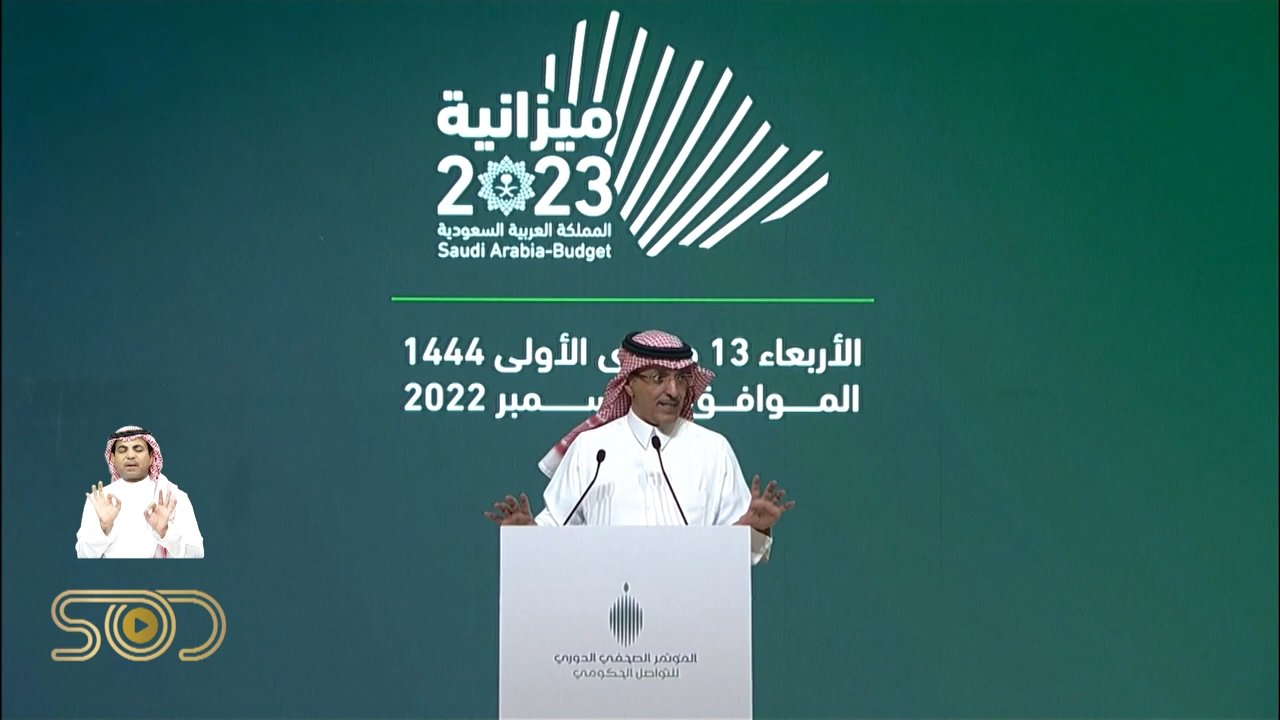 ميزانية
2023
المملكة العربية السعودية
Saudi Arabia-Budget
الأربعاء 13 الأولى 1444
الموافق 2022
المؤتمر الصحفي الدوري
للتواصل الحكومي
SOD